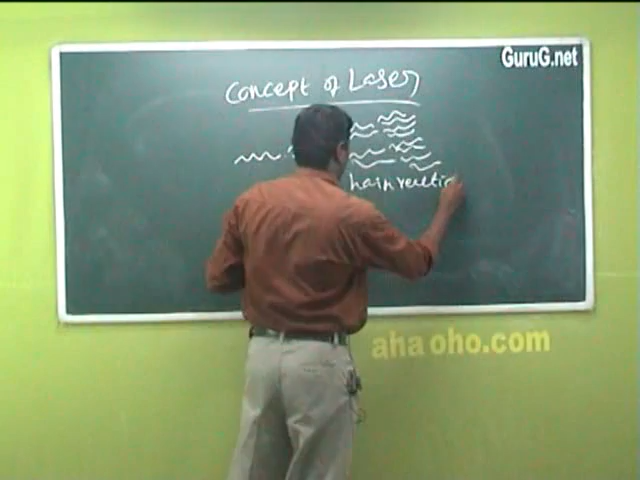 GuruG.net
Concept of Laser
hain reactio
aha oho.com